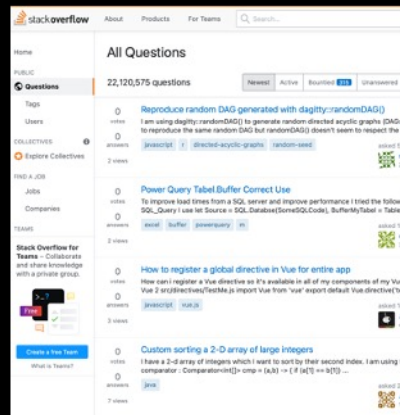 stackoverflow
About Products For Teams Search...
Home
PUBLIC
Questions
Tags
Users
COLLECTIVES
Explore Collectives
FIND A JOB
Jobs
Companies
TEAMS
Stack Overflow for
Teams – Collaborate
and share knowledge
with a private group.
>_?
Free
Create a free Team
What is Teams?
All Questions
22,120,575 questions
Newest Active Bountied 315 Unanswered
0
votes
0
answers
2 views
Reproduce random DAG generated with dagitty::randomDAG()
I am using dagitty::randomDAG() to generate random directed acyclic graphs (DAGs
to reproduce the same random DAG but randomDAG() doesn't seem to respect the
javascript r directed-acyclic-graphs random-seed
asked
0
votes
0
answers
2 views
Power Query Tabel.Buffer Correct Use
To improve load times from a SQL server and improve performance I tried the follow
SQL_Query I use let Source = SQL.Databse(SomeSQLCode), BufferMyTabel = Table
excel buffer powerquery m
asked
0
votes
0
answers
3 views
How to register a global directive in Vue for entire app
How can i register a Vue directive so it's available in all of my components of my Vu
Vue 2 src/directives/TestMe.js import Vue from 'vue' export default Vue.directive('t
javascript vue.js
asked
0
votes
0
answers
7 views
Custom sorting a 2-D array of large integers
I have a 2-d array of integers which I want to sort by their second index. I am using
comparator : Comparator<int[]> cmp = (a,b) -> { if (a[1] == b[1]) ...
java
asked 2